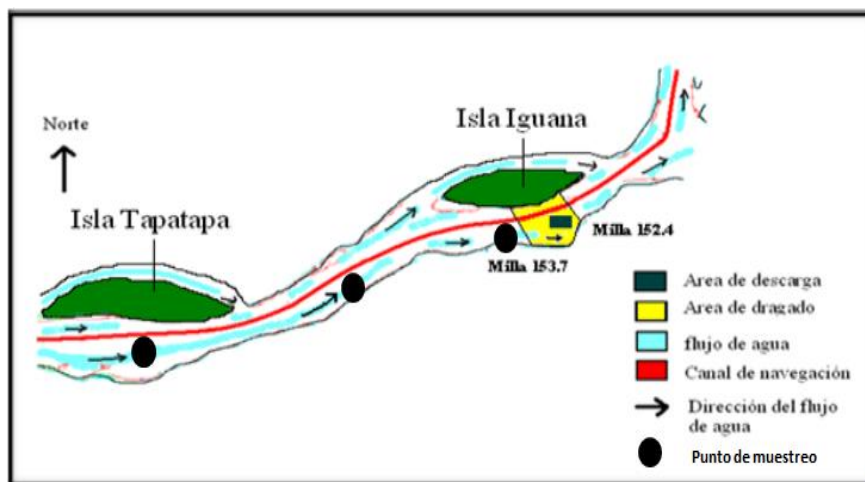 Norte
Isla Iguana
Isla Tapatapa
Milla 152.4
Milla 153.7
Area de descarga
Area de dragado
flujo de agua
Canal de navegación
Dirección del flujo
de agua
Punto de muestreo